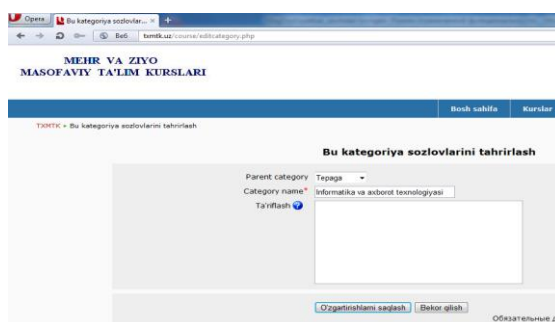 Opera
Bu kategoriya sozlovlar...
Веб
txmtk.uz/course/editcategory.php
MEHR VA ZIYO
MASOFAVIY TA'LIM KURSLARI
Bosh sahifa
Kurslar
TXMTK ► Bu kategoriya sozlovlarini tahrirlash
Bu kategoriya sozlovlarini tahrirlash
Parent category Tepaga
Category name* Informatika va axborot texnologiyasi
Ta'riflash
O'zgartirishlarni saqlash Bekor qilish
Обязательные